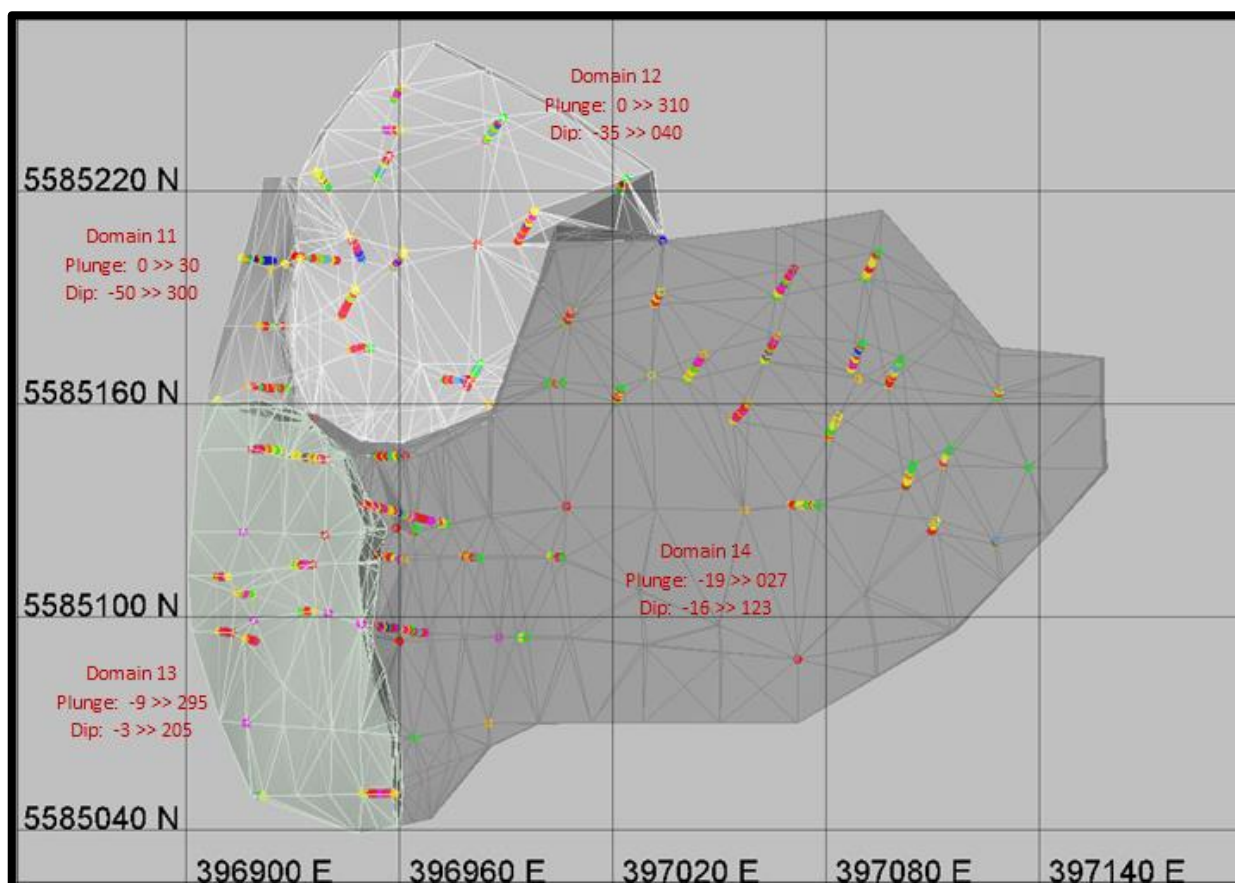 Domain 12
Plunge: 0 >> 310
Dip: -35 >> 040
5585220 N
Domain 11
Plunge: 0 >> 30
Dip: -50 >> 300
5585160 N
Domain 14
Plunge: -19 >> 027
Dip: -16 >> 123
5585100 N
Domain 13
Plunge: -9 >> 295
Dip: -3 >> 205
5585040 N
396900 E 396960 E 397020 E 397080 E 397140 E